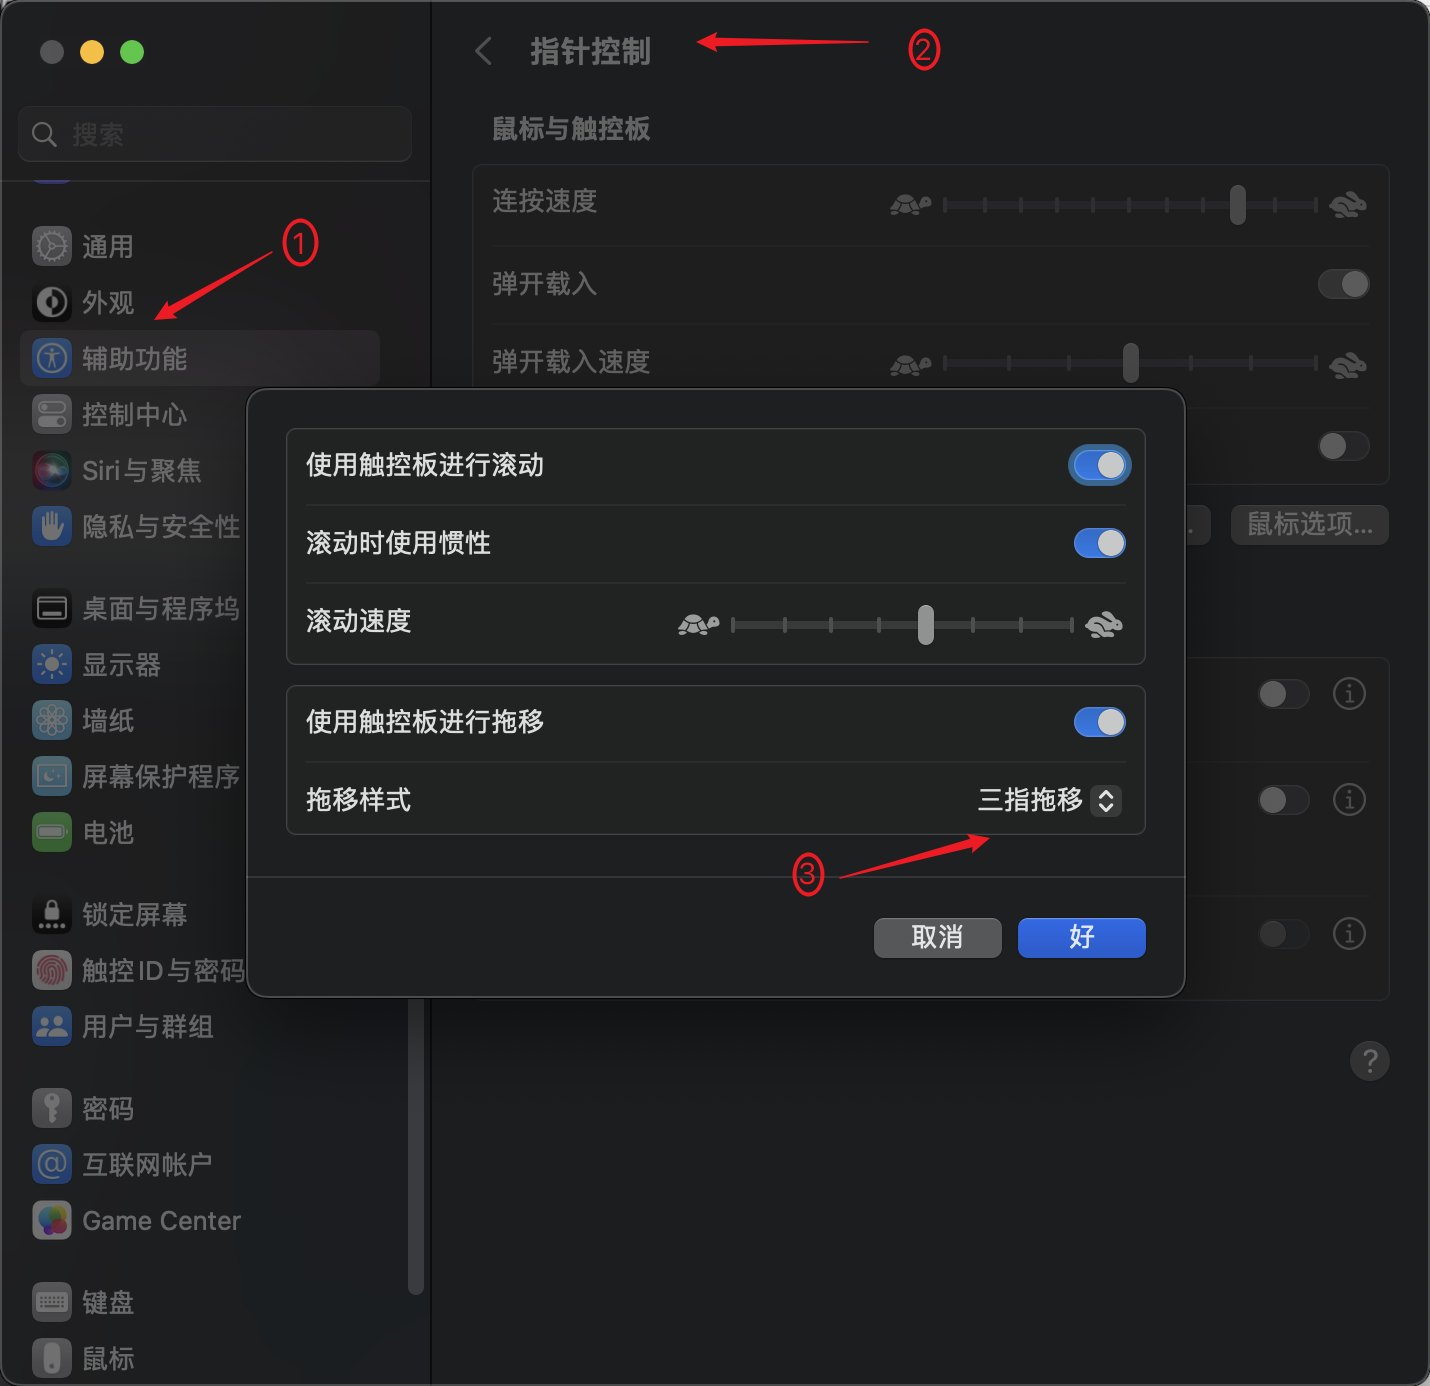 搜索
通用
外观
辅助功能
控制中心
Siri与聚焦
隐私与安全性
桌面与程序坞
显示器
墙纸
屏幕保护程序
电池
锁定屏幕
触控ID与密码
用户与群组
密码
互联网帐户
Game Center
键盘
鼠标
①
指针控制
②
鼠标与触控板
连按速度
弹开载入
弹开载入速度
鼠标选项...
使用触控板进行滚动
滚动时使用惯性
滚动速度
使用触控板进行拖移
拖移样式
三指拖移
③
取消
好
?